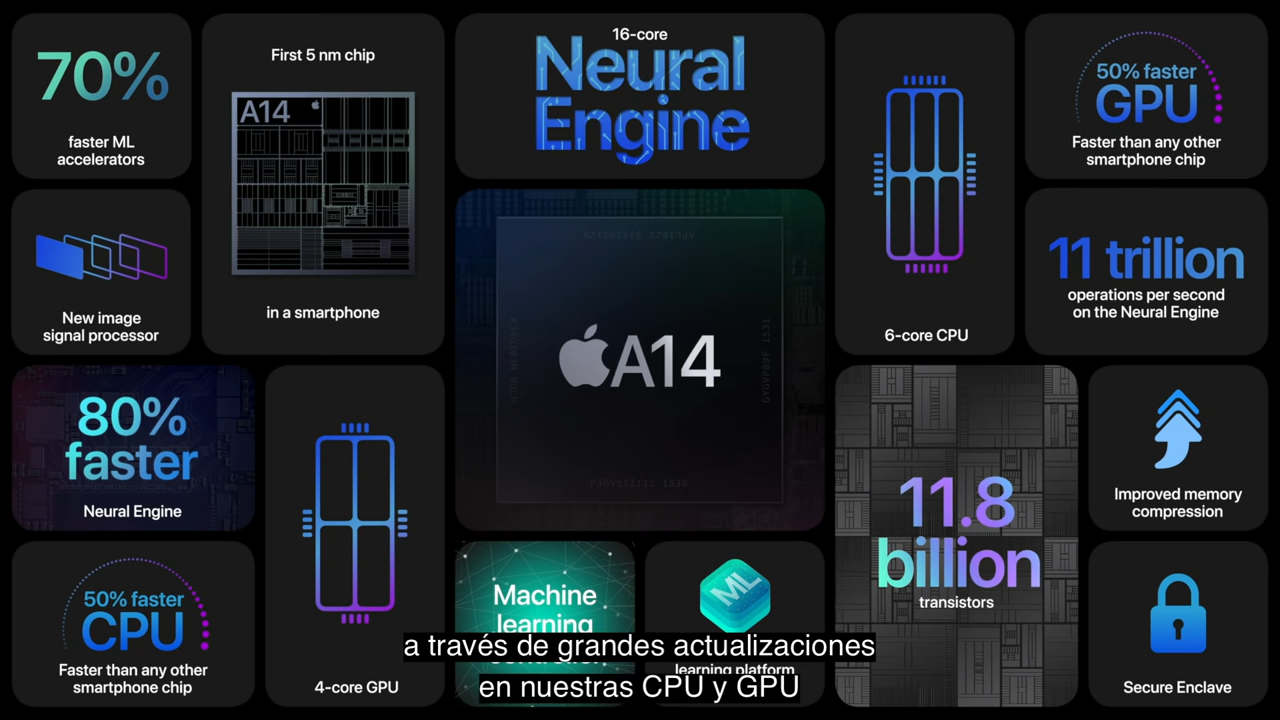 70%
faster ML
accelerators
First 5 nm chip
A14
in a smartphone
16-core
Neural
Engine
6-core CPU
50% faster
GPU
Faster than any other
smartphone chip
New image
signal processor
A14
11 trillion
operations per second
on the Neural Engine
80%
faster
Neural Engine
4-core GPU
11.8
billion
transistors
Improved memory
compression
50% faster
CPU
Faster than any other
smartphone chip
Machine
learning
ML
learning platform
Secure Enclave
a través de grandes actualizaciones
en nuestras CPU y GPU